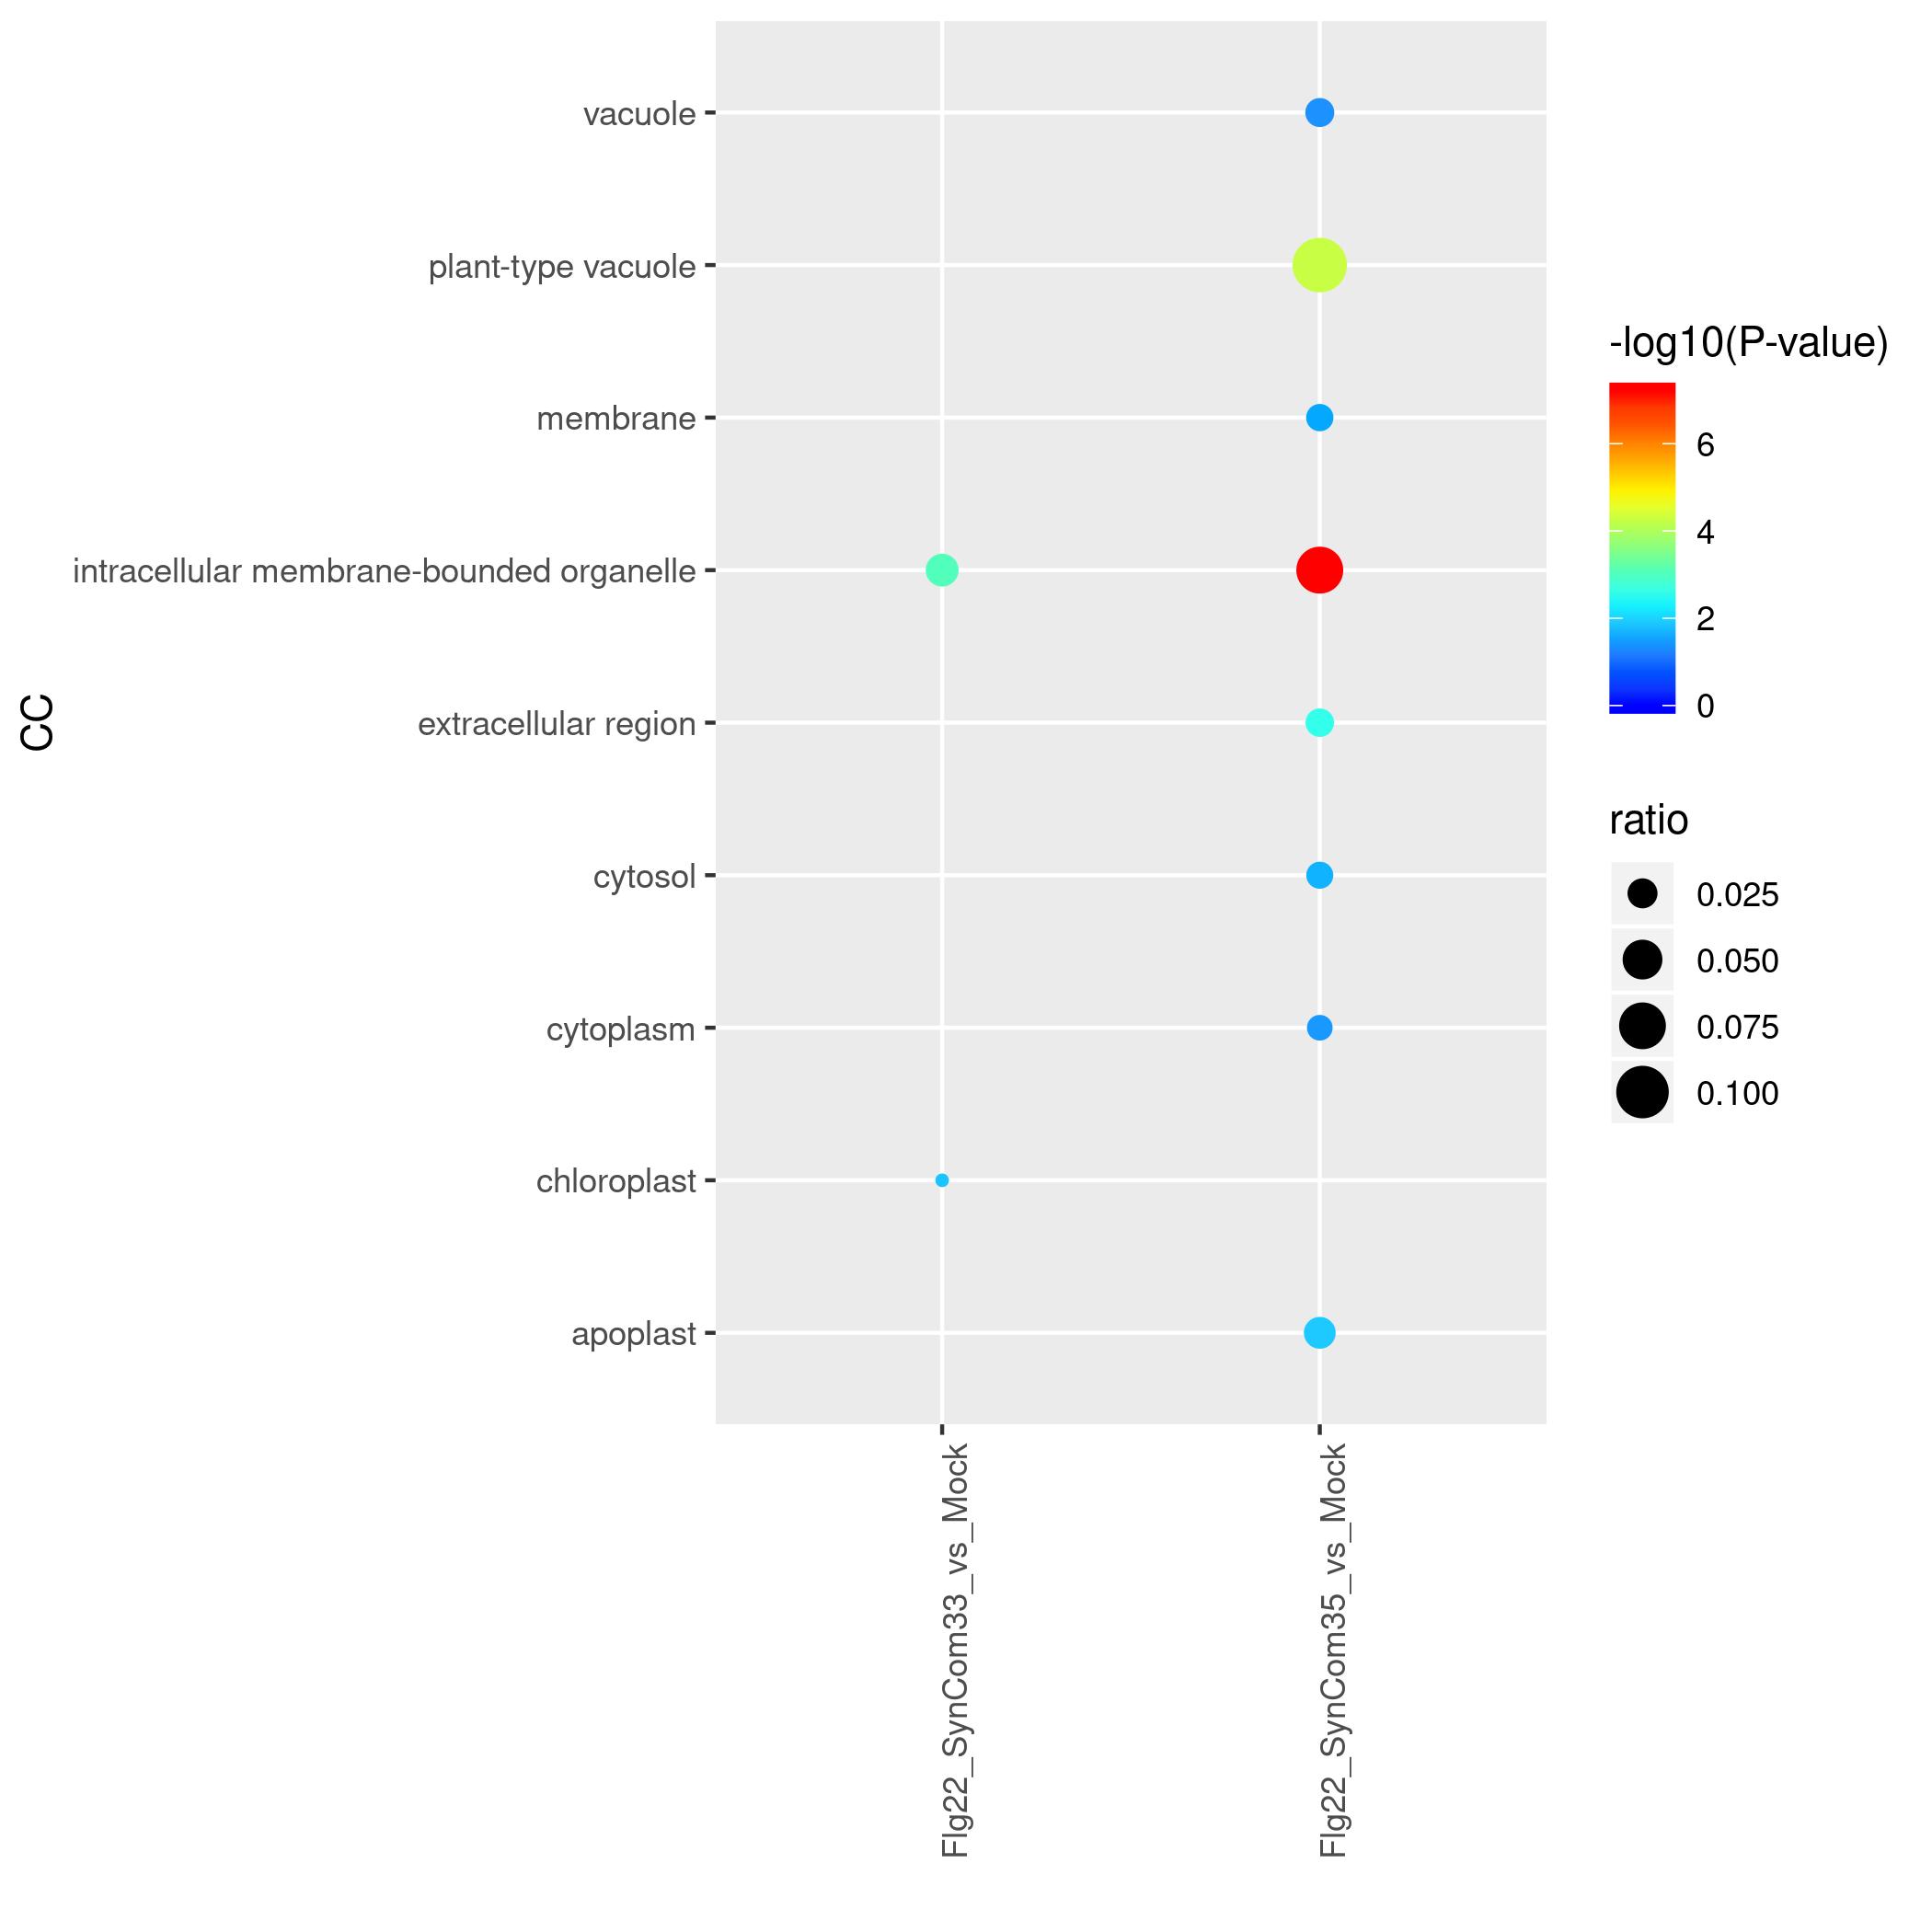 CC
vacuole
plant-type vacuole
membrane
intracellular membrane-bounded organelle
extracellular region
cytosol
cytoplasm
chloroplast
apoplast
Flg22_SynCom33_vs_Mock
Flg22_SynCom35_vs_Mock
-log10(P-value)
6
4
2
0
ratio
0.025
0.050
0.075
0.100